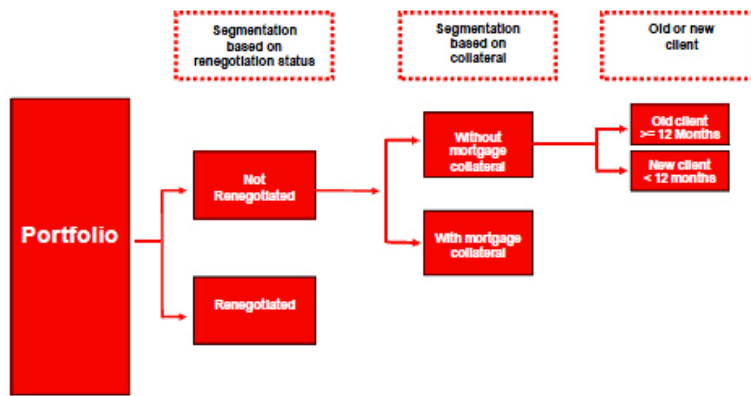 Segmentation
based on
renegotiation status
Segmentation
based on
collateral
Old or new
client
Portfolio
Not
Renegotiated
Renegotiated
Without
mortgage
collateral
With mortgage
collateral
Old client
>= 12 Months
New client
< 12 months